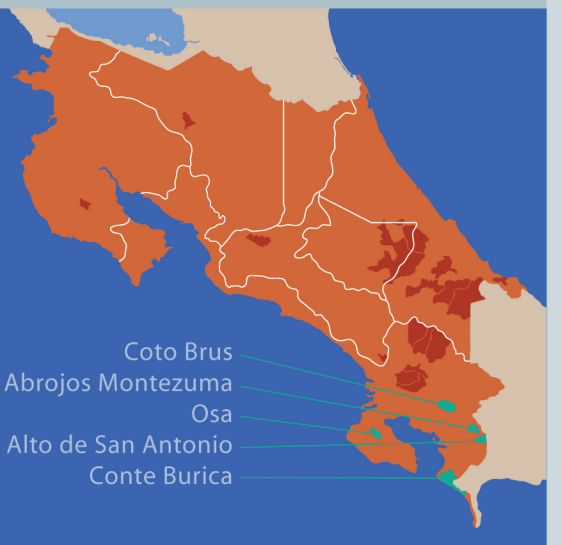 Coto Brus
Abrojos Montezuma
Osa
Alto de San Antonio
Conte Burica